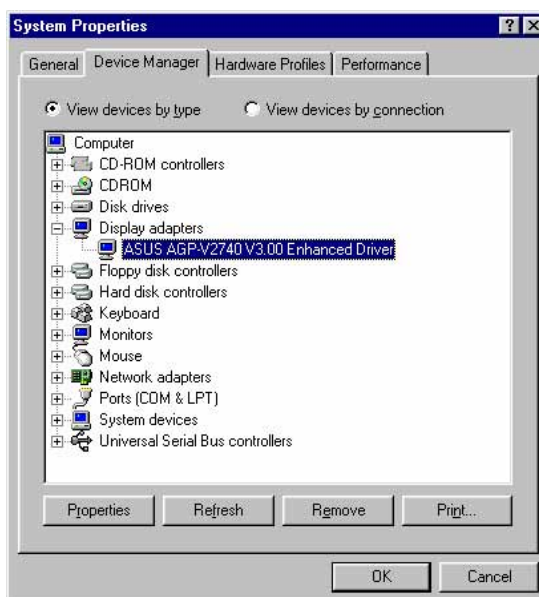 System Properties
General Device Manager Hardware Profiles Performance
View devices by type View devices by connection
Computer
CD-ROM controllers
CDROM
Disk drives
Display adapters
ASUS AGP-V2740 V3.00 Enhanced Driver
Floppy disk controllers
Hard disk controllers
Keyboard
Monitors
Mouse
Network adapters
Ports (COM & LPT)
System devices
Universal Serial Bus controllers
Properties Refresh Remove Print...
OK Cancel